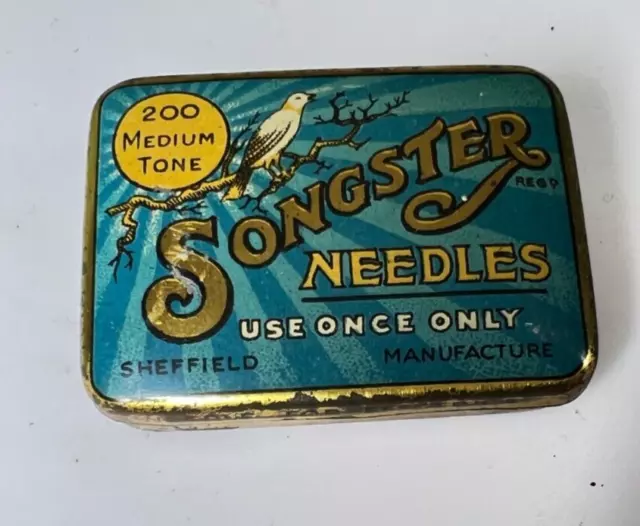 200
MEDIUM
TONE
SONGSTER
REGD
NEEDLES
USE ONCE ONLY
SHEFFIELD MANUFACTURE